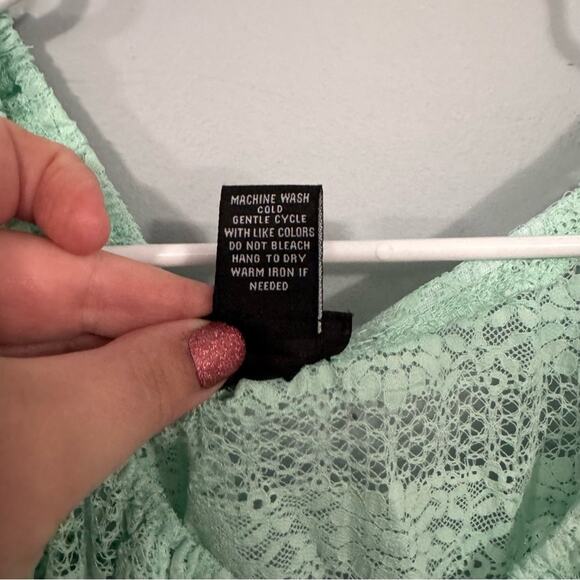 MACHINE WASH
COLD
GENTLE CYCLE
WITH LIKE COLORS
DO NOT BLEACH
HANG TO DRY
WARM IRON IF
NEEDED